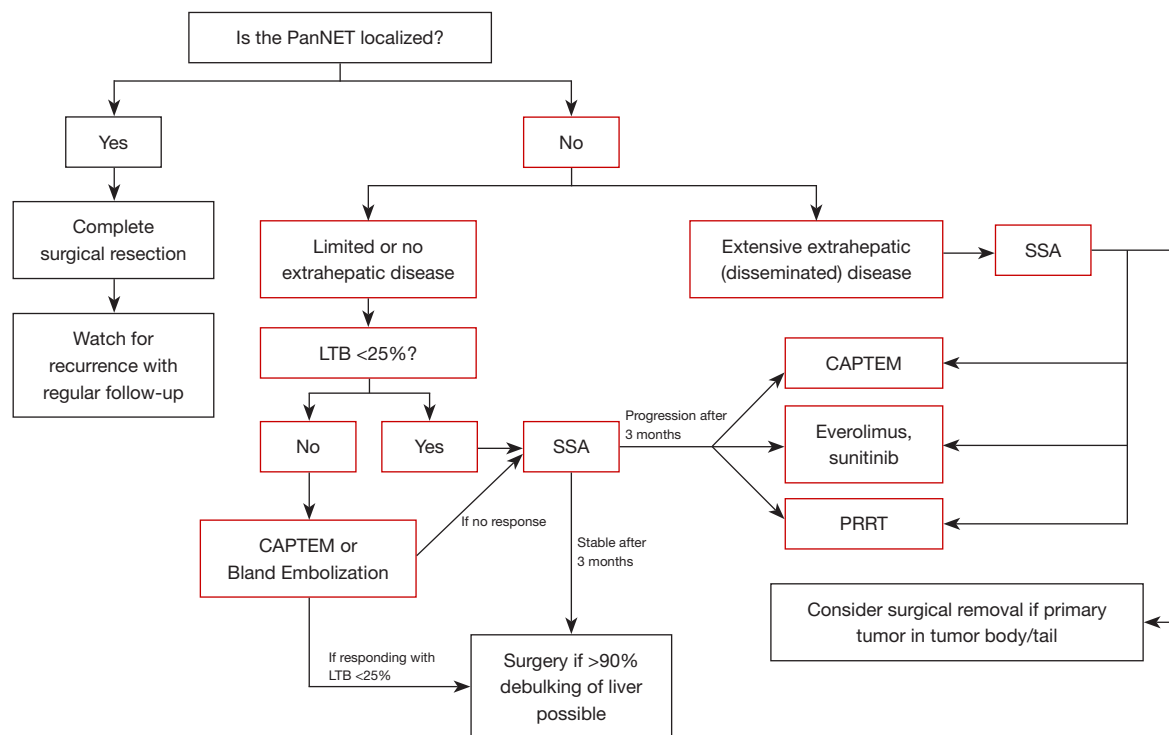 Is the PanNET localized?
Yes
No
Complete
surgical resection
Limited or no
extrahepatic disease
Extensive extrahepatic
(disseminated) disease
SSA
Watch for
recurrence with
regular follow-up
LTB <25%?
CAPTEM
No
Yes
SSA
Progression after
3 months
Everolimus,
sunitinib
If no response
PRRT
CAPTEM or
Bland Embolization
Stable after
3 months
Consider surgical removal if primary
tumor in tumor body/tail
If responding with
LTB <25%
Surgery if >90%
debulking of liver
possible